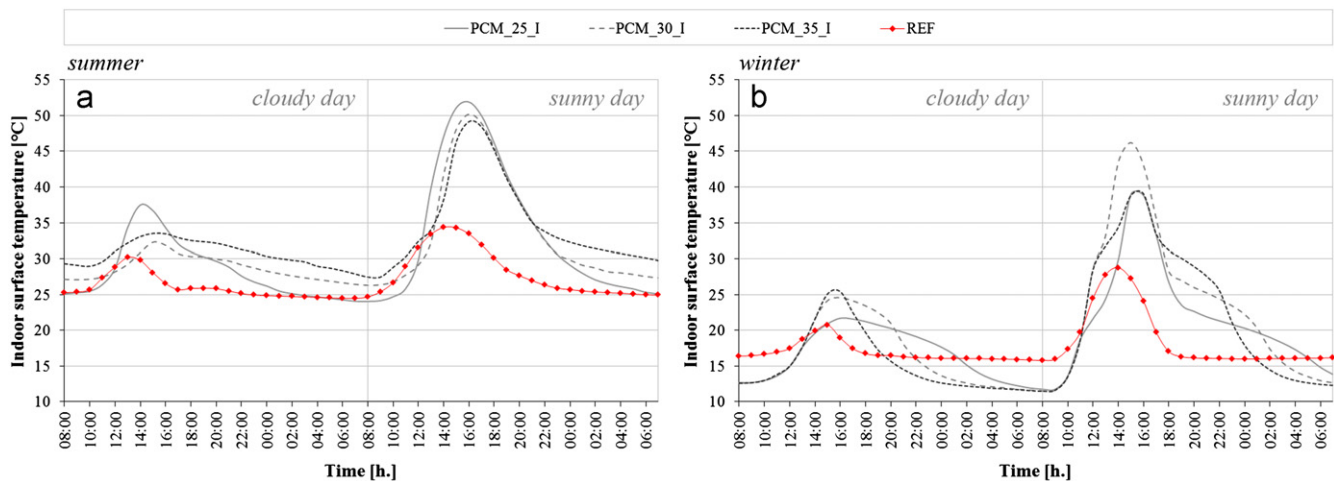 PCM_25_I PCM_30_I PCM_35_I REF
summer
a
cloudy day sunny day
Indoor surface temperature [°C]
55
50
45
40
35
30
25
20
15
10
08:00 10:00 12:00 14:00 16:00 18:00 20:00 22:00 00:00 02:00 04:00 06:00 08:00 10:00 12:00 14:00 16:00 18:00 20:00 22:00 00:00 02:00 04:00 06:00
Time [h.]
winter
b
cloudy day sunny day
Indoor surface temperature [°C]
55
50
45
40
35
30
25
20
15
10
08:00 10:00 12:00 14:00 16:00 18:00 20:00 22:00 00:00 02:00 04:00 06:00 08:00 10:00 12:00 14:00 16:00 18:00 20:00 22:00 00:00 02:00 04:00 06:00
Time [h.]